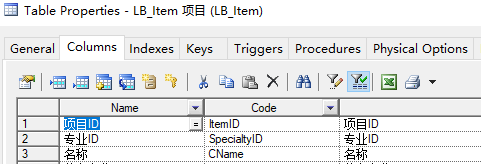 Table Properties - LB_Item 项目 (LB_Item)
General Columns Indexes Keys Triggers Procedures Physical Options
Name Code
1 项目ID = ItemID 项目ID
2 专业ID SpecialtyID 专业ID
3 名称 CName 名称